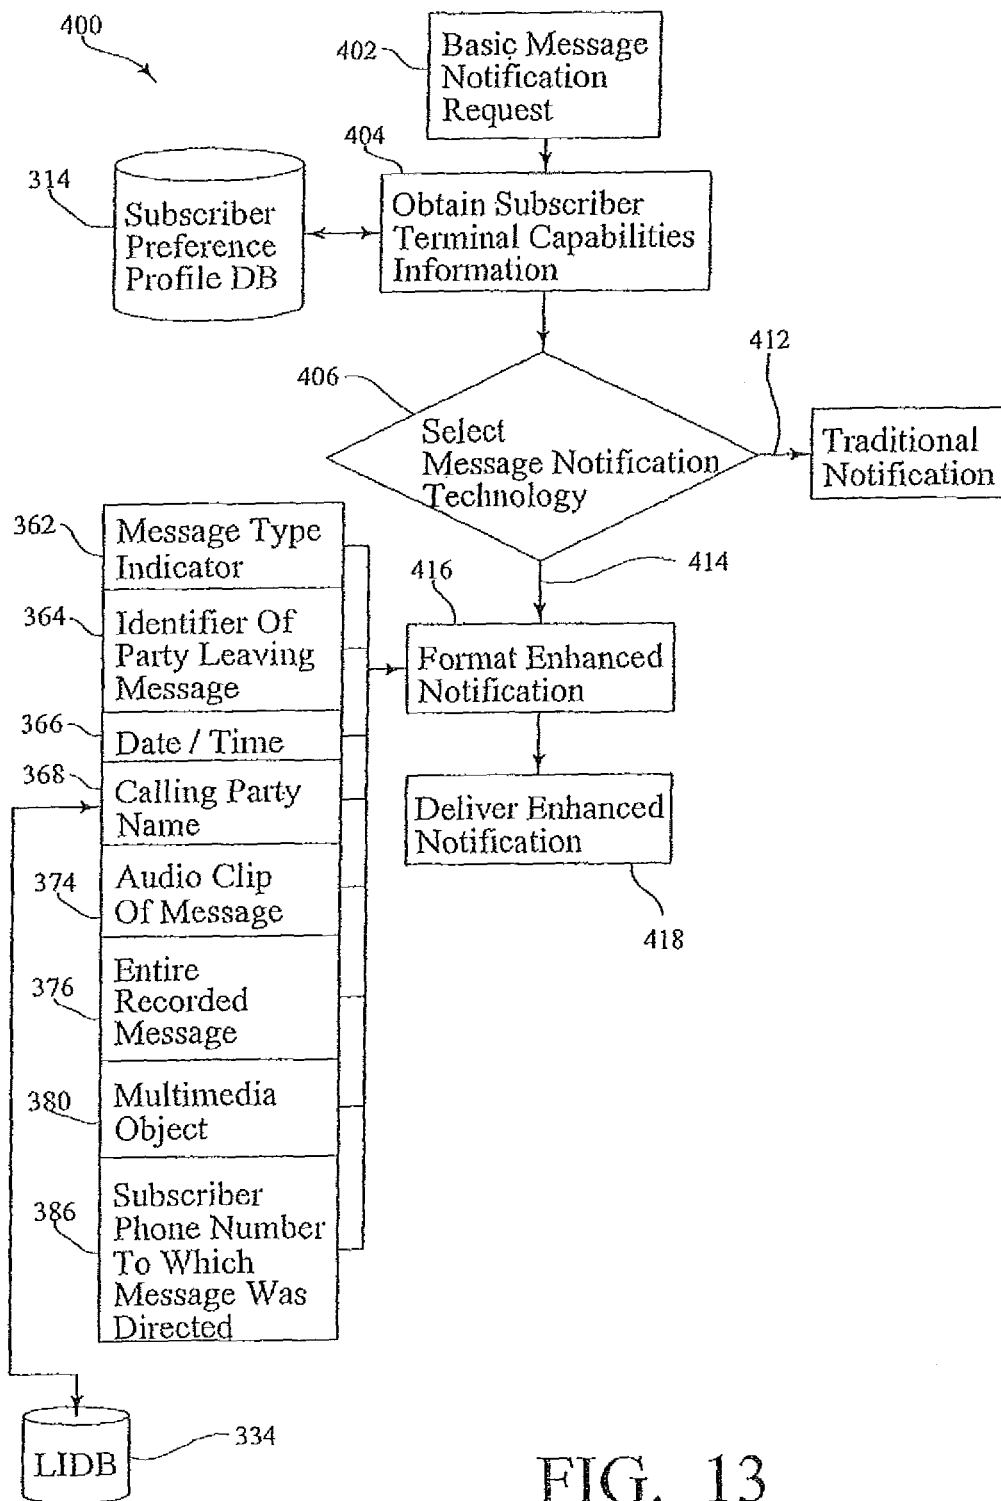 400
402
Basic Message
Notification
Request
404
314
Subscriber
Preference
Profile DB
Obtain Subscriber
Terminal Capabilities
Information
406
412
Select
Message Notification
Technology
Traditional
Notification
414
362
Message Type
Indicator
416
364
Identifier Of
Party Leaving
Message
Format Enhanced
Notification
366
Date / Time
368
Calling Party
Name
Deliver Enhanced
Notification
418
374
Audio Clip
Of Message
376
Entire
Recorded
Message
380
Multimedia
Object
386
Subscriber
Phone Number
To Which
Message Was
Directed
LIDB
334
FIG. 13